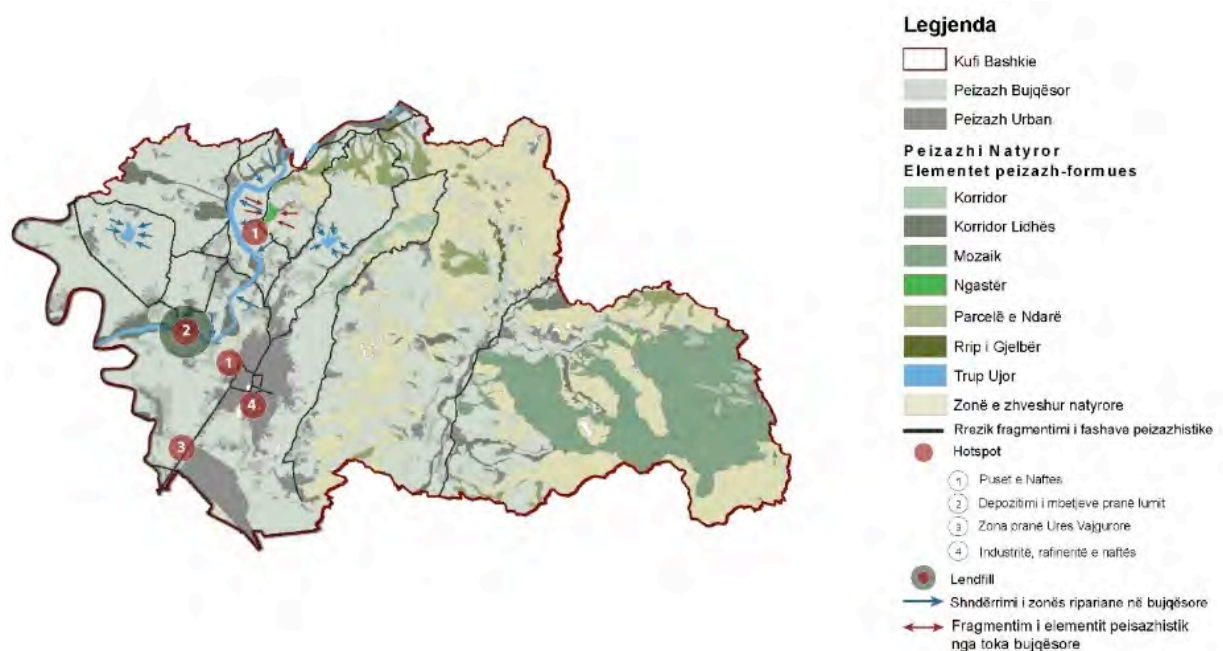 1
1
2
1
4
3
Legjenda
Kufi Bashkie
Peizazh Bujqësor
Peizazh Urban
Peizazhi Natyror
Elementet peizazh-formues
Korridor
Korridor Lidhës
Mozaik
Ngastër
Parcelë e Ndarë
Rrip i Gjelbër
Trup Ujor
Zonë e zhveshur natyrore
Rrezik fragmentimi i fashave peizazhistike
Hotspot
1 Puset e Naftes
2 Depozitimi i mbetjeve pranë lumit
3 Zona pranë Ures Vajgurore
4 Industritë, rafineritë e naftës
Lendfill
Shndërrimi i zonës ripariane në bujqësore
Fragmentim i elementit peisazhistik
nga toka bujqësore